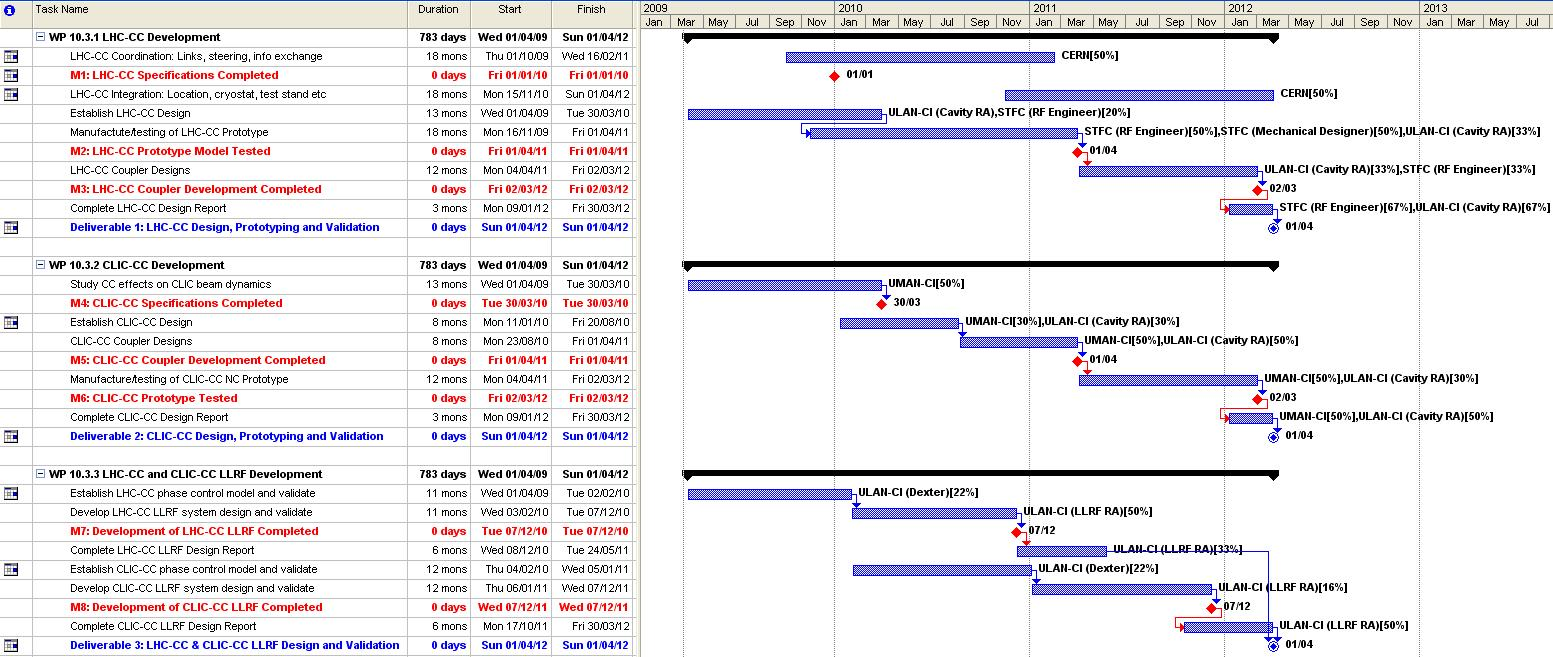 Task Name Duration Start Finish 2009 2010 2011 2012 2013
Jan Mar May Jul Sep Nov Jan Mar May Jul Sep Nov Jan Mar May Jul Sep Nov Jan Mar May Jul Sep Nov Jan Mar May Jul
WP 10.3.1 LHC-CC Development 783 days Wed 01/04/09 Sun 01/04/12
LHC-CC Coordination: Links, steering, info exchange 18 mons Thu 01/10/09 Wed 16/02/11 CERN[50%]
M1: LHC-CC Specifications Completed 0 days Fri 01/01/10 Fri 01/01/10 01/01
LHC-CC Integration: Location, cryostat, test stand etc 18 mons Mon 15/11/10 Sun 01/04/12 CERN[50%]
Establish LHC-CC Design 13 mons Wed 01/04/09 Tue 30/03/10 ULAN-CI (Cavity RA),STFC (RF Engineer)[20%]
Manufactute/testing of LHC-CC Prototype 18 mons Mon 16/11/09 Fri 01/04/11 STFC (RF Engineer)[50%],STFC (Mechanical Designer)[50%],ULAN-CI (Cavity RA)[33%]
M2: LHC-CC Prototype Model Tested 0 days Fri 01/04/11 Fri 01/04/11 01/04
LHC-CC Coupler Designs 12 mons Mon 04/04/11 Fri 02/03/12 ULAN-CI (Cavity RA)[33%],STFC (RF Engineer)[33%]
M3: LHC-CC Coupler Development Completed 0 days Fri 02/03/12 Fri 02/03/12 02/03
Complete LHC-CC Design Report 3 mons Mon 09/01/12 Fri 30/03/12 STFC (RF Engineer)[67%],ULAN-CI (Cavity RA)[67%]
Deliverable 1: LHC-CC Design, Prototyping and Validation 0 days Sun 01/04/12 Sun 01/04/12 01/04
WP 10.3.2 CLIC-CC Development 783 days Wed 01/04/09 Sun 01/04/12
Study CC effects on CLIC beam dynamics 13 mons Wed 01/04/09 Tue 30/03/10 UMAN-CI[50%]
M4: CLIC-CC Specifications Completed 0 days Tue 30/03/10 Tue 30/03/10 30/03
Establish CLIC-CC Design 8 mons Mon 11/01/10 Fri 20/08/10 UMAN-CI[30%],ULAN-CI (Cavity RA)[30%]
CLIC-CC Coupler Designs 8 mons Mon 23/08/10 Fri 01/04/11 UMAN-CI[50%],ULAN-CI (Cavity RA)[50%]
M5: CLIC-CC Coupler Development Completed 0 days Fri 01/04/11 Fri 01/04/11 01/04
Manufacture/testing of CLIC-CC NC Prototype 12 mons Mon 04/04/11 Fri 02/03/12 UMAN-CI[50%],ULAN-CI (Cavity RA)[30%]
M6: CLIC-CC Prototype Tested 0 days Fri 02/03/12 Fri 02/03/12 02/03
Complete CLIC-CC Design Report 3 mons Mon 09/01/12 Fri 30/03/12 UMAN-CI[50%],ULAN-CI (Cavity RA)[50%]
Deliverable 2: CLIC-CC Design, Prototyping and Validation 0 days Sun 01/04/12 Sun 01/04/12 01/04
WP 10.3.3 LHC-CC and CLIC-CC LLRF Development 783 days Wed 01/04/09 Sun 01/04/12
Establish LHC-CC phase control model and validate 11 mons Wed 01/04/09 Tue 02/02/10 ULAN-CI (Dexter)[22%]
Develop LHC-CC LLRF system design and validate 11 mons Wed 03/02/10 Tue 07/12/10 ULAN-CI (LLRF RA)[50%]
M7: Development of LHC-CC LLRF Completed 0 days Tue 07/12/10 Tue 07/12/10 07/12
Complete LHC-CC LLRF Design Report 6 mons Wed 08/12/10 Tue 24/05/11 ULAN-CI (LLRF RA)[33%]
Establish CLIC-CC phase control model and validate 12 mons Thu 04/02/10 Wed 05/01/11 ULAN-CI (Dexter)[22%]
Develop CLIC-CC LLRF system design and validate 12 mons Thu 06/01/11 Wed 07/12/11 ULAN-CI (LLRF RA)[16%]
M8: Development of CLIC-CC LLRF Completed 0 days Wed 07/12/11 Wed 07/12/11 07/12
Complete CLIC-CC LLRF Design Report 6 mons Mon 17/10/11 Fri 30/03/12 ULAN-CI (LLRF RA)[50%]
Deliverable 3: LHC-CC & CLIC-CC LLRF Design and Validation 0 days Sun 01/04/12 Sun 01/04/12 01/04